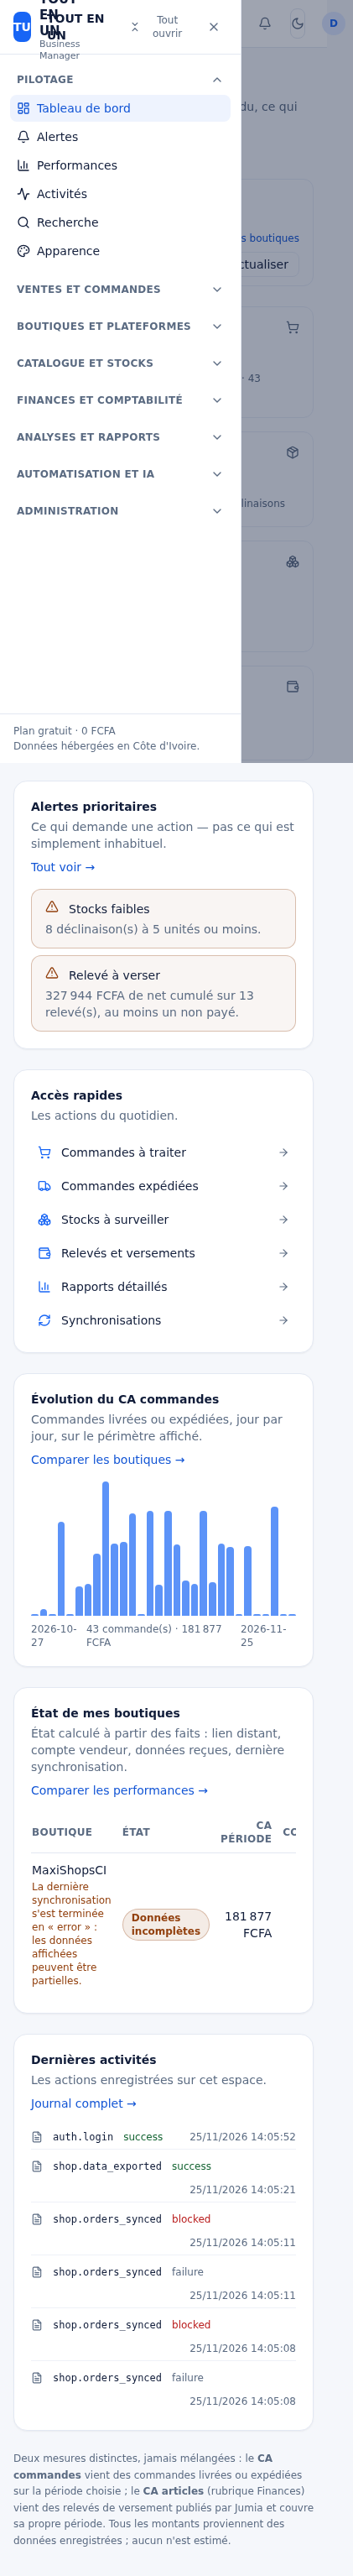 TU
TOUT
EN
UN
TOUT EN
UN
Business
Manager
Tout
ouvrir
D
PILOTAGE
Tableau de bord
Alertes
Performances
Activités
Recherche
Apparence
VENTES ET COMMANDES
BOUTIQUES ET PLATEFORMES
CATALOGUE ET STOCKS
FINANCES ET COMPTABILITÉ
ANALYSES ET RAPPORTS
AUTOMATISATION ET IA
ADMINISTRATION
ce qui
boutiques
· 43
Plan gratuit · 0 FCFA
Données hébergées en Côte d'Ivoire.
Alertes prioritaires
Ce qui demande une action — pas ce qui est
simplement inhabituel.
Tout voir →
Stocks faibles
8 déclinaison(s) à 5 unités ou moins.
Relevé à verser
327 944 FCFA de net cumulé sur 13
relevé(s), au moins un non payé.
Accès rapides
Les actions du quotidien.
Commandes à traiter
Commandes expédiées
Stocks à surveiller
Relevés et versements
Rapports détaillés
Synchronisations
Évolution du CA commandes
Commandes livrées ou expédiées, jour par
jour, sur le périmètre affiché.
Comparer les boutiques →
2026-10-
27
43 commande(s) · 181 877
FCFA
2026-11-
25
État de mes boutiques
État calculé à partir des faits : lien distant,
compte vendeur, données reçues, dernière
synchronisation.
Comparer les performances →
BOUTIQUE ÉTAT CA
PÉRIODE
MaxiShopsCI
La dernière
synchronisation
s'est terminée
en « error » :
les données
affichées
peuvent être
partielles.
Données
incomplètes
181 877
FCFA
Dernières activités
Les actions enregistrées sur cet espace.
Journal complet →
auth.login success 25/11/2026 14:05:52
shop.data_exported success
25/11/2026 14:05:21
shop.orders_synced blocked
25/11/2026 14:05:11
shop.orders_synced failure
25/11/2026 14:05:11
shop.orders_synced blocked
25/11/2026 14:05:08
shop.orders_synced failure
25/11/2026 14:05:08
Deux mesures distinctes, jamais mélangées : le CA
commandes vient des commandes livrées ou expédiées
sur la période choisie ; le CA articles (rubrique Finances)
vient des relevés de versement publiés par Jumia et couvre
sa propre période. Tous les montants proviennent des
données enregistrées ; aucun n'est estimé.